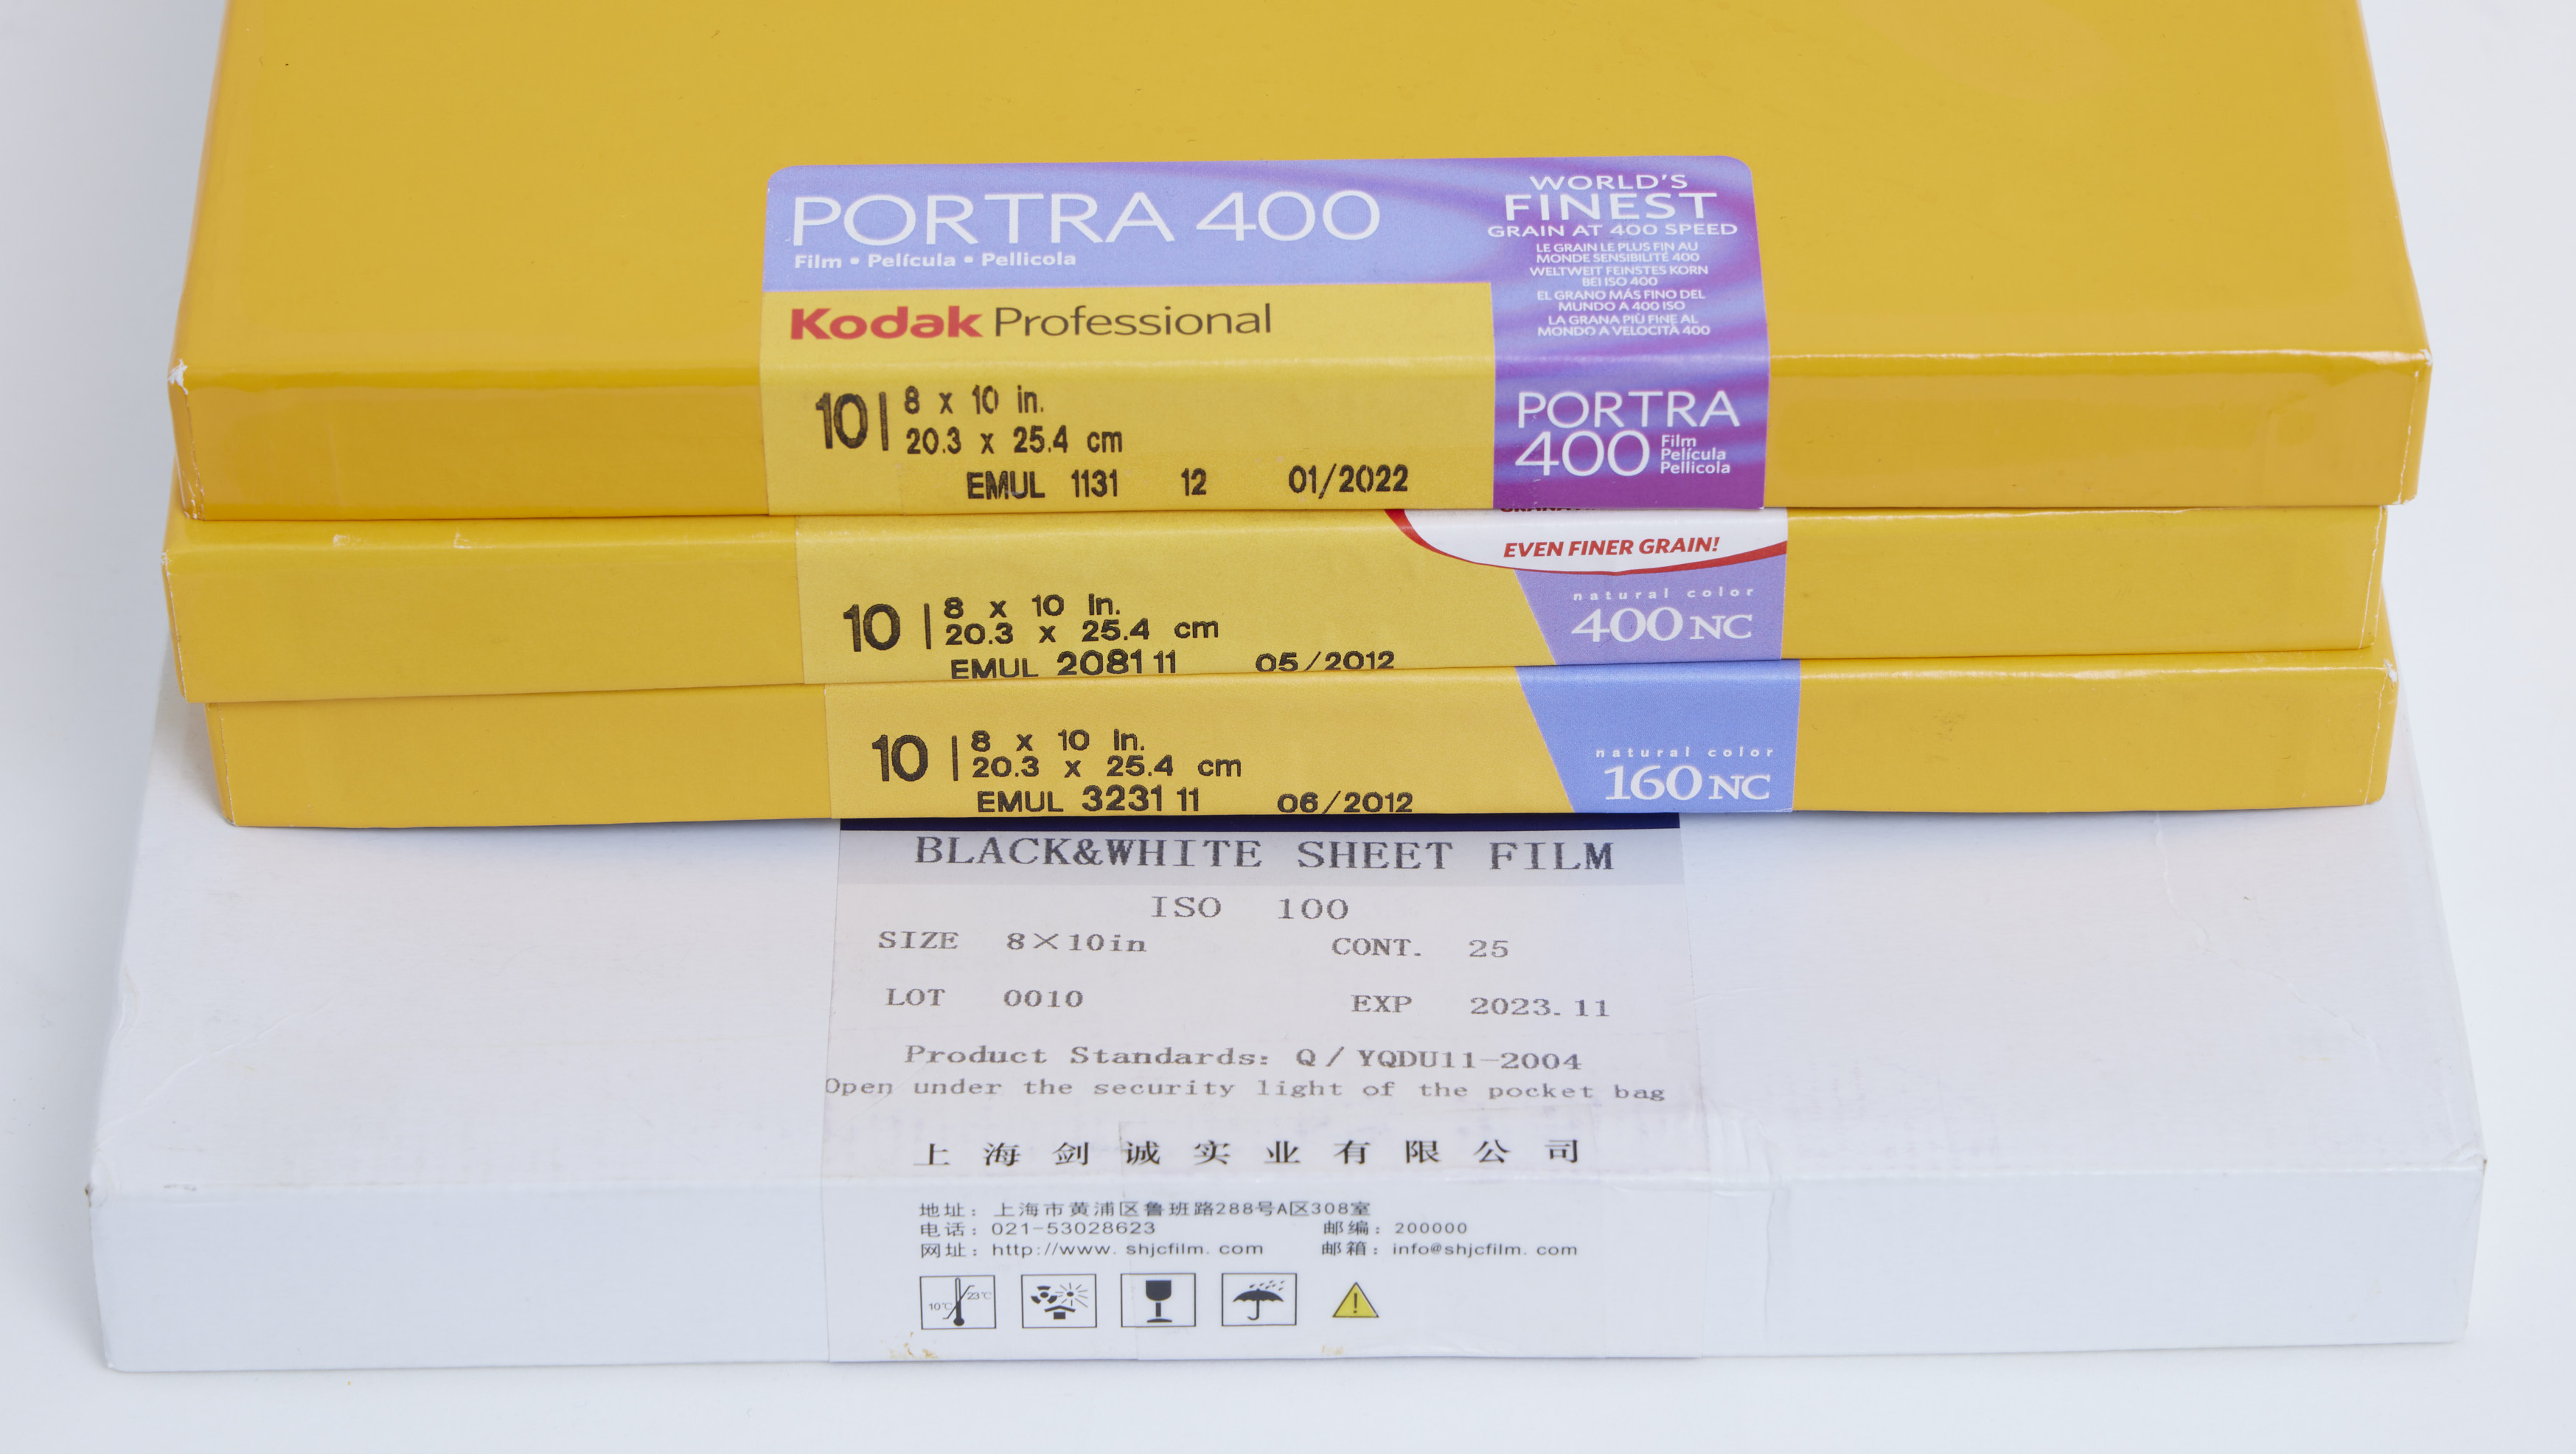 PORTRA 400
Film • Película • Pellicola
Kodak Professional
WORLD'S
FINEST
GRAIN AT 400 SPEED
LE GRAIN LE PLUS FIN AU
MONDE SENSIBILITÉ 400
WELTWEIT FEINSTES KORN
BEI ISO 400
EL GRANO MÁS FINO DEL
MUNDO A 400 ISO
LA GRANA PIÙ FINE AL
MONDO A VELOCITÀ 400
10 | 8 x 10 in.
20.3 x 25.4 cm
EMUL 1131 12 01/2022
PORTRA
400 Film
Película
Pellicola
EVEN FINER GRAIN!
10 | 8 x 10 In.
20.3 x 25.4 cm
EMUL 2081 11 05/2012
natural color
400 NC
10 | 8 x 10 In.
20.3 x 25.4 cm
EMUL 3231 11 06/2012
natural color
160 NC
BLACK&WHITE SHEET FILM
ISO 100
SIZE 8×10in CONT. 25
LOT 0010 EXP 2023.11
Product Standards: Q/YQDU11-2004
Open under the security light of the pocket bag
上海剑诚实业有限公司
地址：上海市黄浦区鲁班路288号A区308室
电话：021-53028623 邮编：200000
网址：http://www.shjcfilm.com 邮箱：info@shjcfilm.com
10℃ 23℃